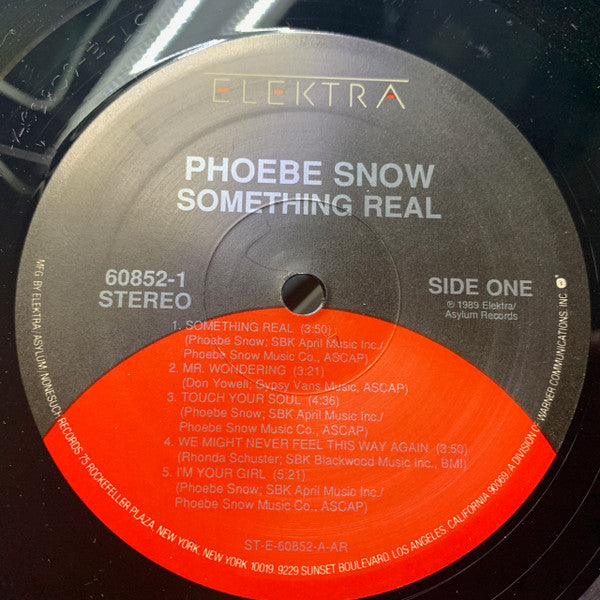 ELEKTRA
PHOEBE SNOW
SOMETHING REAL
60852-1
STEREO
SIDE ONE
℗ 1989 Elektra/
Asylum Records
1. SOMETHING REAL (3:50)
(Phoebe Snow; SBK April Music Inc./
Phoebe Snow Music Co., ASCAP)
2. MR. WONDERING (3:21)
(Don Yowell; Gypsy Vans Music, ASCAP)
3. TOUCH YOUR SOUL (4:36)
(Phoebe Snow; SBK April Music Inc./
Phoebe Snow Music Co., ASCAP)
4. WE MIGHT NEVER FEEL THIS WAY AGAIN (3:50)
(Rhonda Schuster; SBK Blackwood Music Inc., BMI)
5. I'M YOUR GIRL (5:21)
(Phoebe Snow; SBK April Music Inc./
Phoebe Snow Music Co., ASCAP)
ST-E-60852-A-AR
MFG BY ELEKTRA/ASYLUM/NONESUCH RECORDS 75 ROCKEFELLER PLAZA, NEW YORK, NEW YORK 10019 9229 SUNSET BOULEVARD, LOS ANGELES, CALIFORNIA 90069 A DIVISION OF WARNER COMMUNICATIONS, INC.